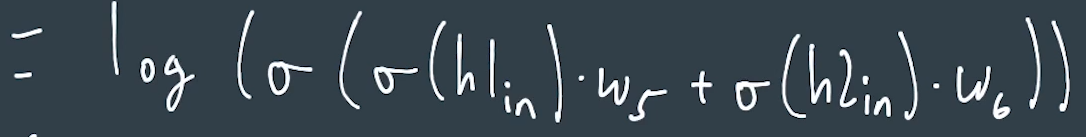 = log (σ (σ(h1_in)·w_5 + σ(h2_in)·w_6))